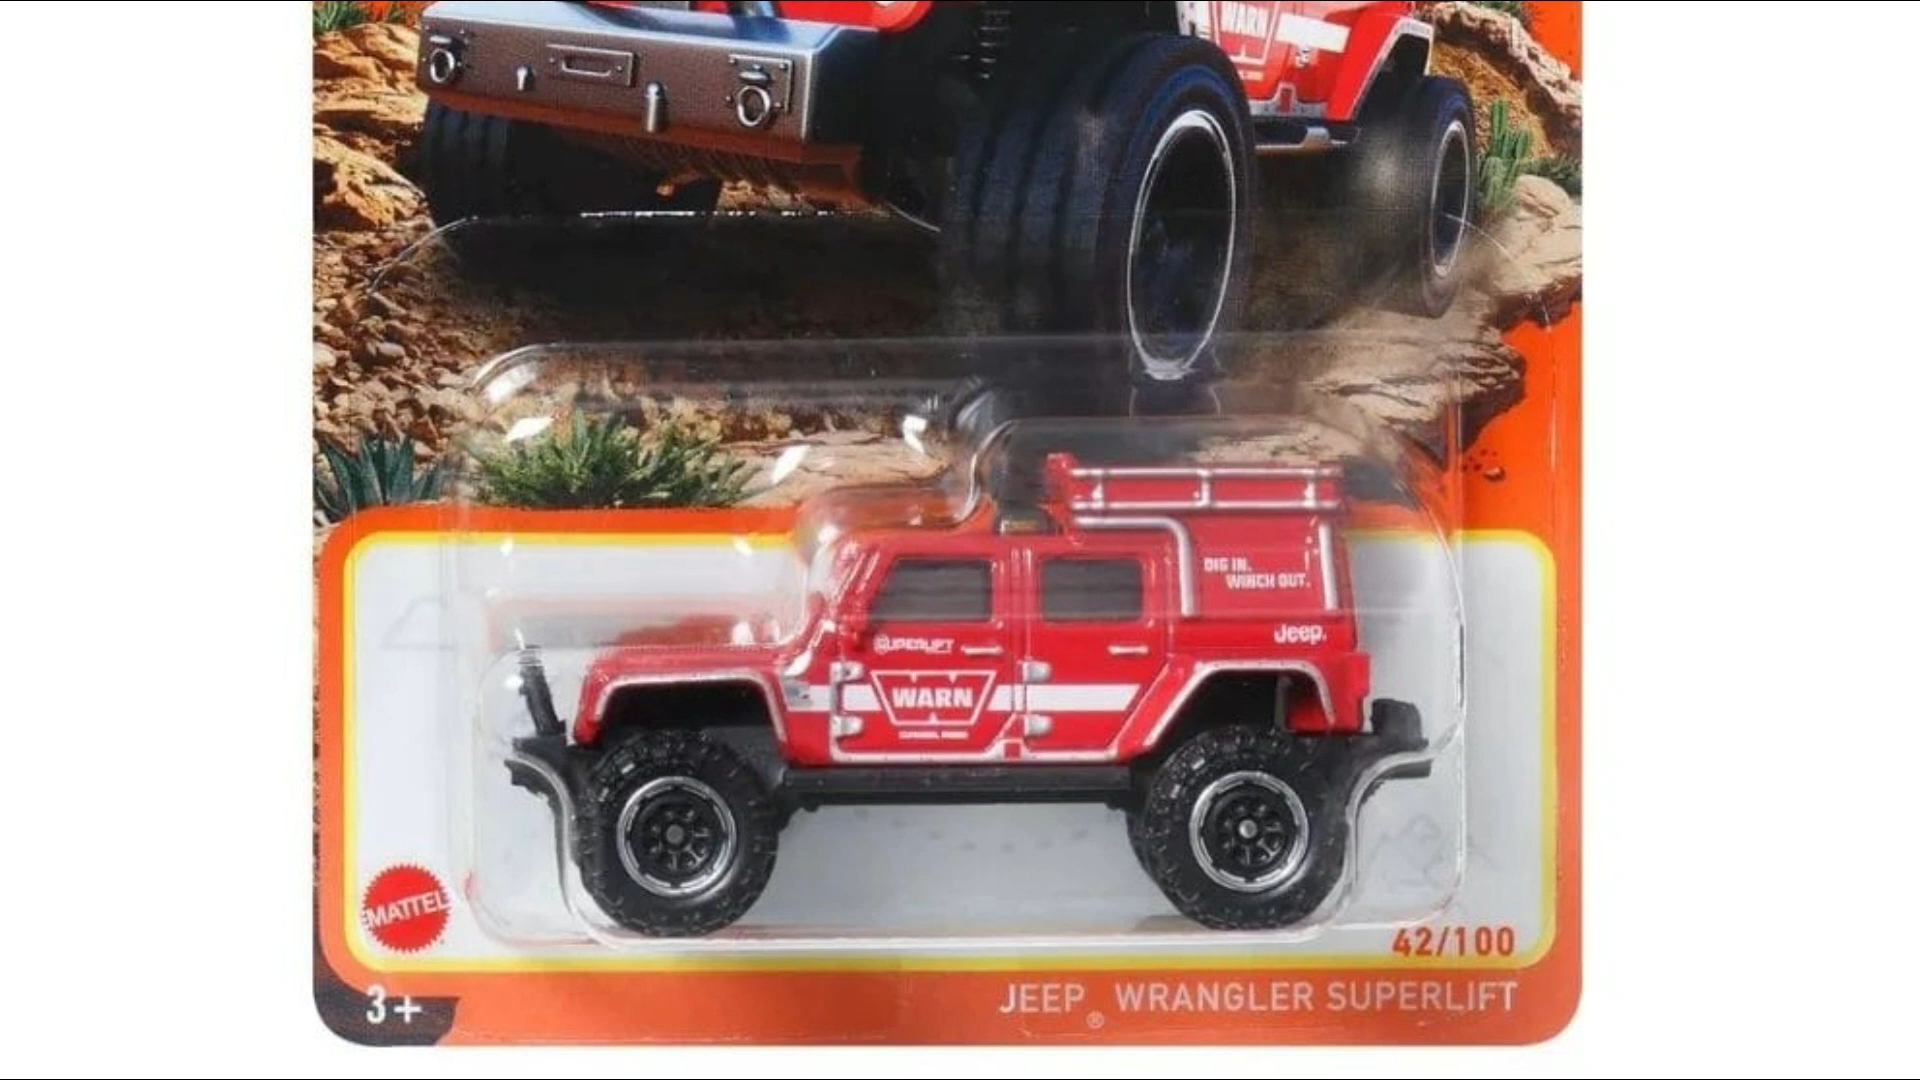 WARN
DIG IN.
WINCH OUT.
Jeep.
SUPERLIFT
WARN
MATTEL
42/100
3+
JEEP® WRANGLER SUPERLIFT